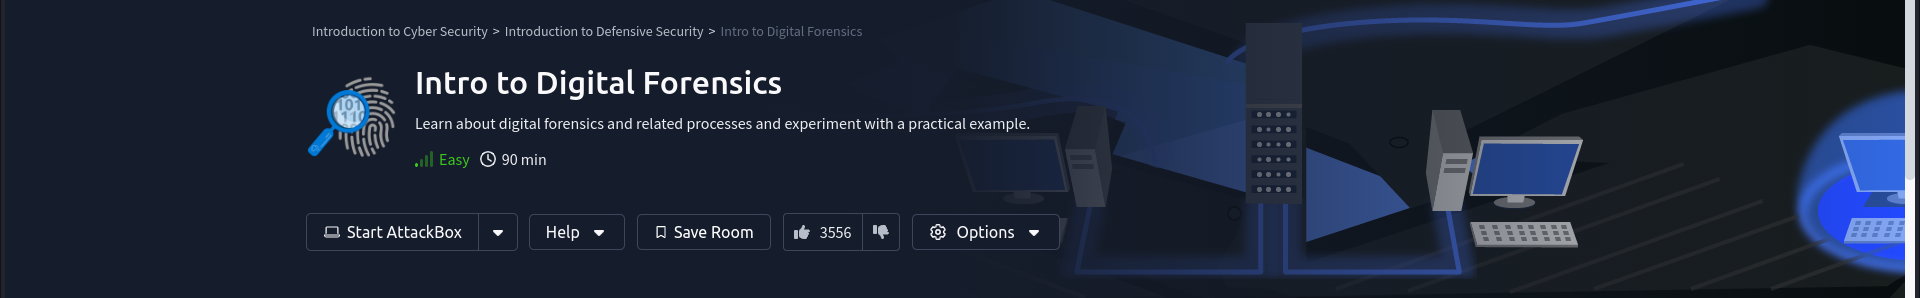 Introduction to Cyber Security > Introduction to Defensive Security > Intro to Digital Forensics
101
110
Intro to Digital Forensics
Learn about digital forensics and related processes and experiment with a practical example.
Easy 90 min
Start AttackBox Help Save Room 3556 Options